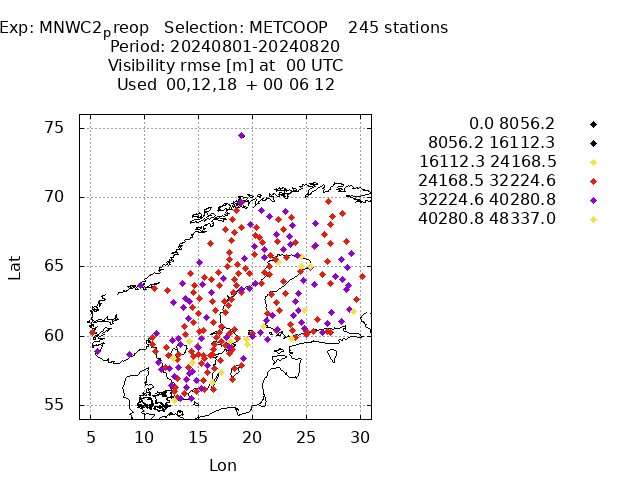 Exp: MNWC2preop   Selection: METCOOP    245 stations
Period: 20240801-20240820
Visibility rmse [m] at  00 UTC
Used  00,12,18  + 00 06 12
0.0 8056.2
8056.2 16112.3
16112.3 24168.5
24168.5 32224.6
32224.6 40280.8
40280.8 48337.0
75
70
65
60
55
Lat
5 10 15 20 25 30
Lon